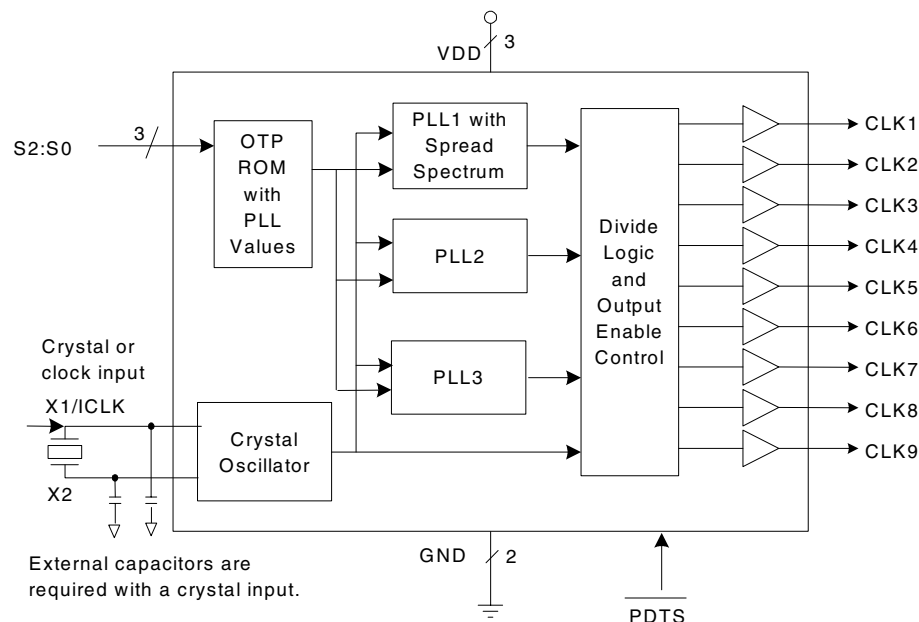 VDD
3
S2:S0
3
OTP
ROM
with
PLL
Values
PLL1 with
Spread
Spectrum
PLL2
PLL3
Divide
Logic
and
Output
Enable
Control
CLK1
CLK2
CLK3
CLK4
CLK5
CLK6
CLK7
CLK8
CLK9
Crystal or
clock input
X1/ICLK
X2
Crystal
Oscillator
External capacitors are
required with a crystal input.
GND
2
PDTS